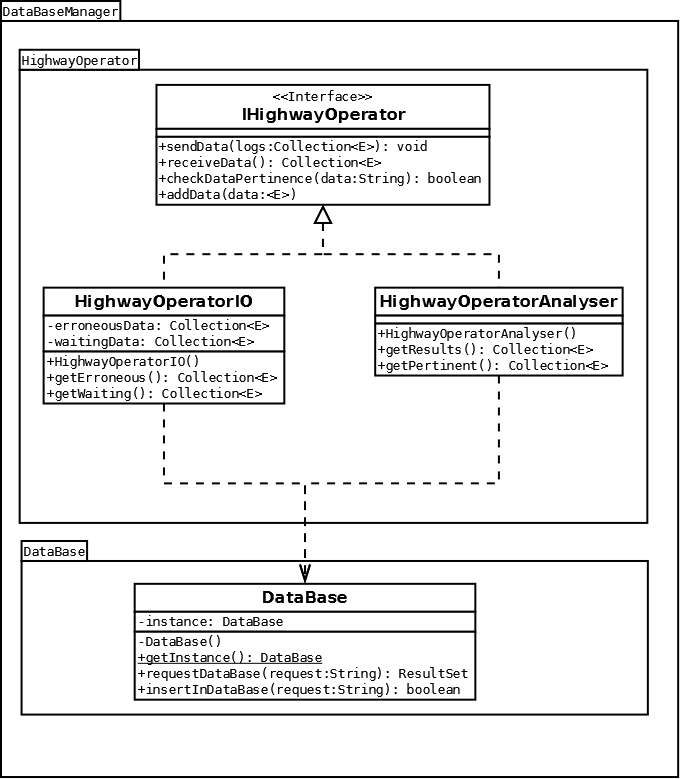 DataBaseManager
HighwayOperator
<<Interface>>
IHighwayOperator
+sendData(logs:Collection<E>): void
+receiveData(): Collection<E>
+checkDataPertinence(data:String): boolean
+addData(data:<E>)
HighwayOperatorIO
-erroneousData: Collection<E>
-waitingData: Collection<E>
+HighwayOperatorIO()
+getErroneous(): Collection<E>
+getWaiting(): Collection<E>
HighwayOperatorAnalyser
+HighwayOperatorAnalyser()
+getResults(): Collection<E>
+getPertinent(): Collection<E>
DataBase
DataBase
-instance: DataBase
-DataBase()
+getInstance(): DataBase
+requestDataBase(request:String): ResultSet
+insertInDataBase(request:String): boolean